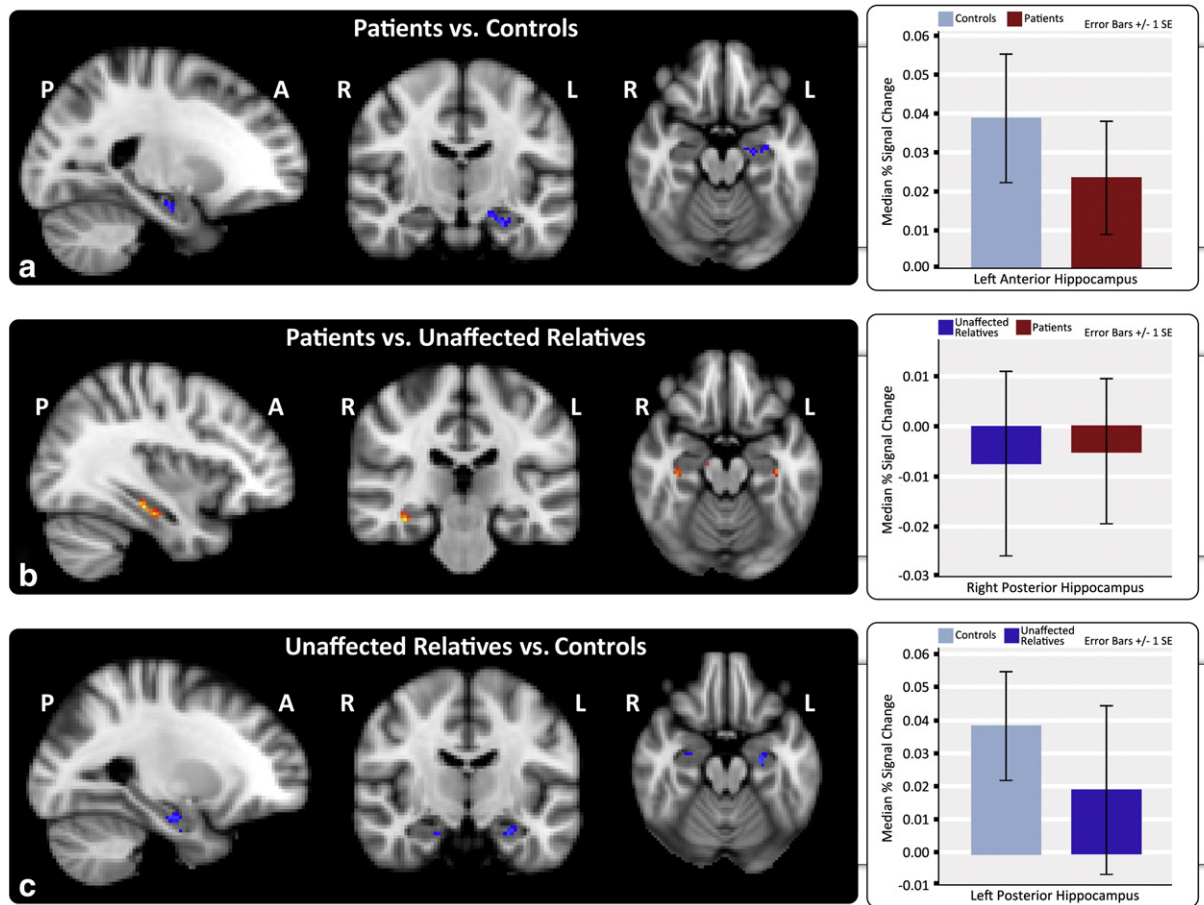 Patients vs. Controls
P
A
R
L
R
L
a
Controls
Patients
Error Bars +/- 1 SE
Median % Signal Change
0.06
0.05
0.04
0.03
0.02
0.01
0.00
Left Anterior Hippocampus
Patients vs. Unaffected Relatives
P
A
R
L
R
L
b
Unaffected
Relatives
Patients
Error Bars +/- 1 SE
Median % Signal Change
0.01
0.00
-0.01
-0.02
-0.03
Right Posterior Hippocampus
Unaffected Relatives vs. Controls
P
A
R
L
R
L
c
Controls
Unaffected
Relatives
Error Bars +/- 1 SE
Median % Signal Change
0.06
0.05
0.04
0.03
0.02
0.01
0.00
-0.01
Left Posterior Hippocampus